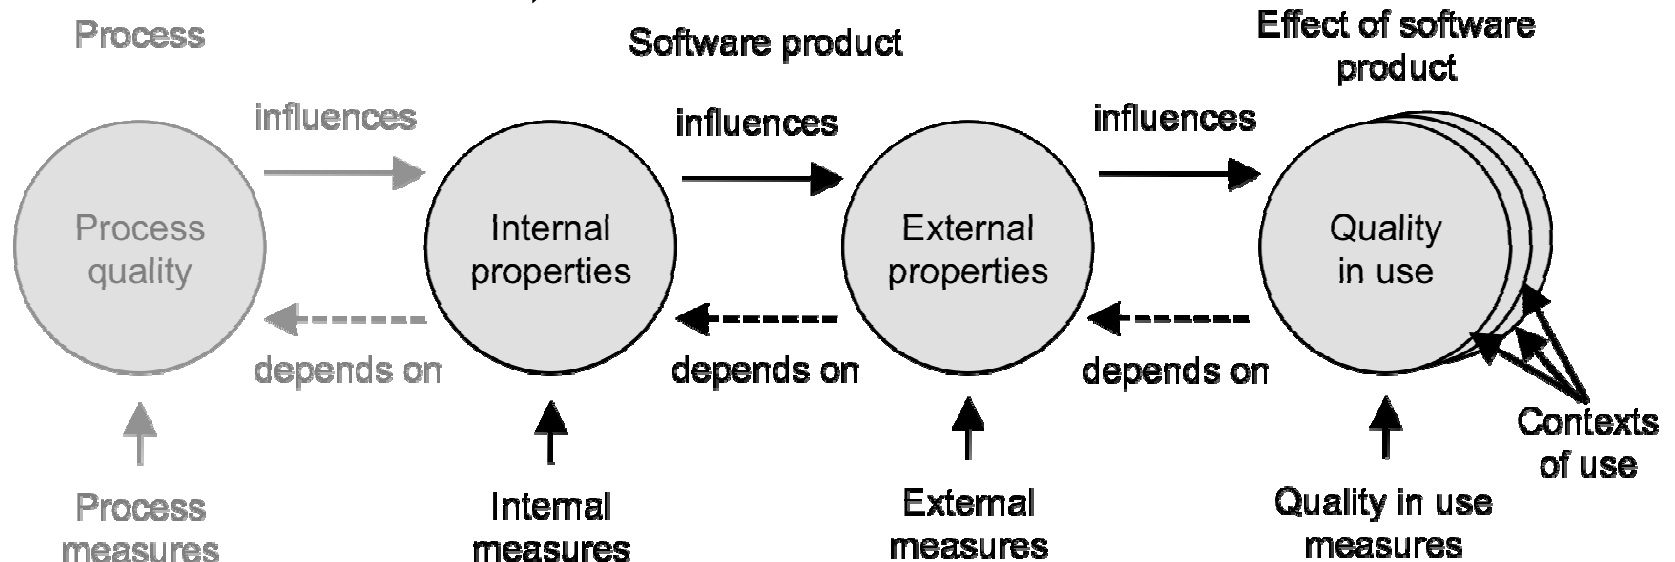 Process
Software product
Effect of software
product
influences
influences
influences
Process
quality
Internal
properties
External
properties
Quality
in use
depends on
depends on
depends on
Contexts
of use
Process
measures
Internal
measures
External
measures
Quality in use
measures